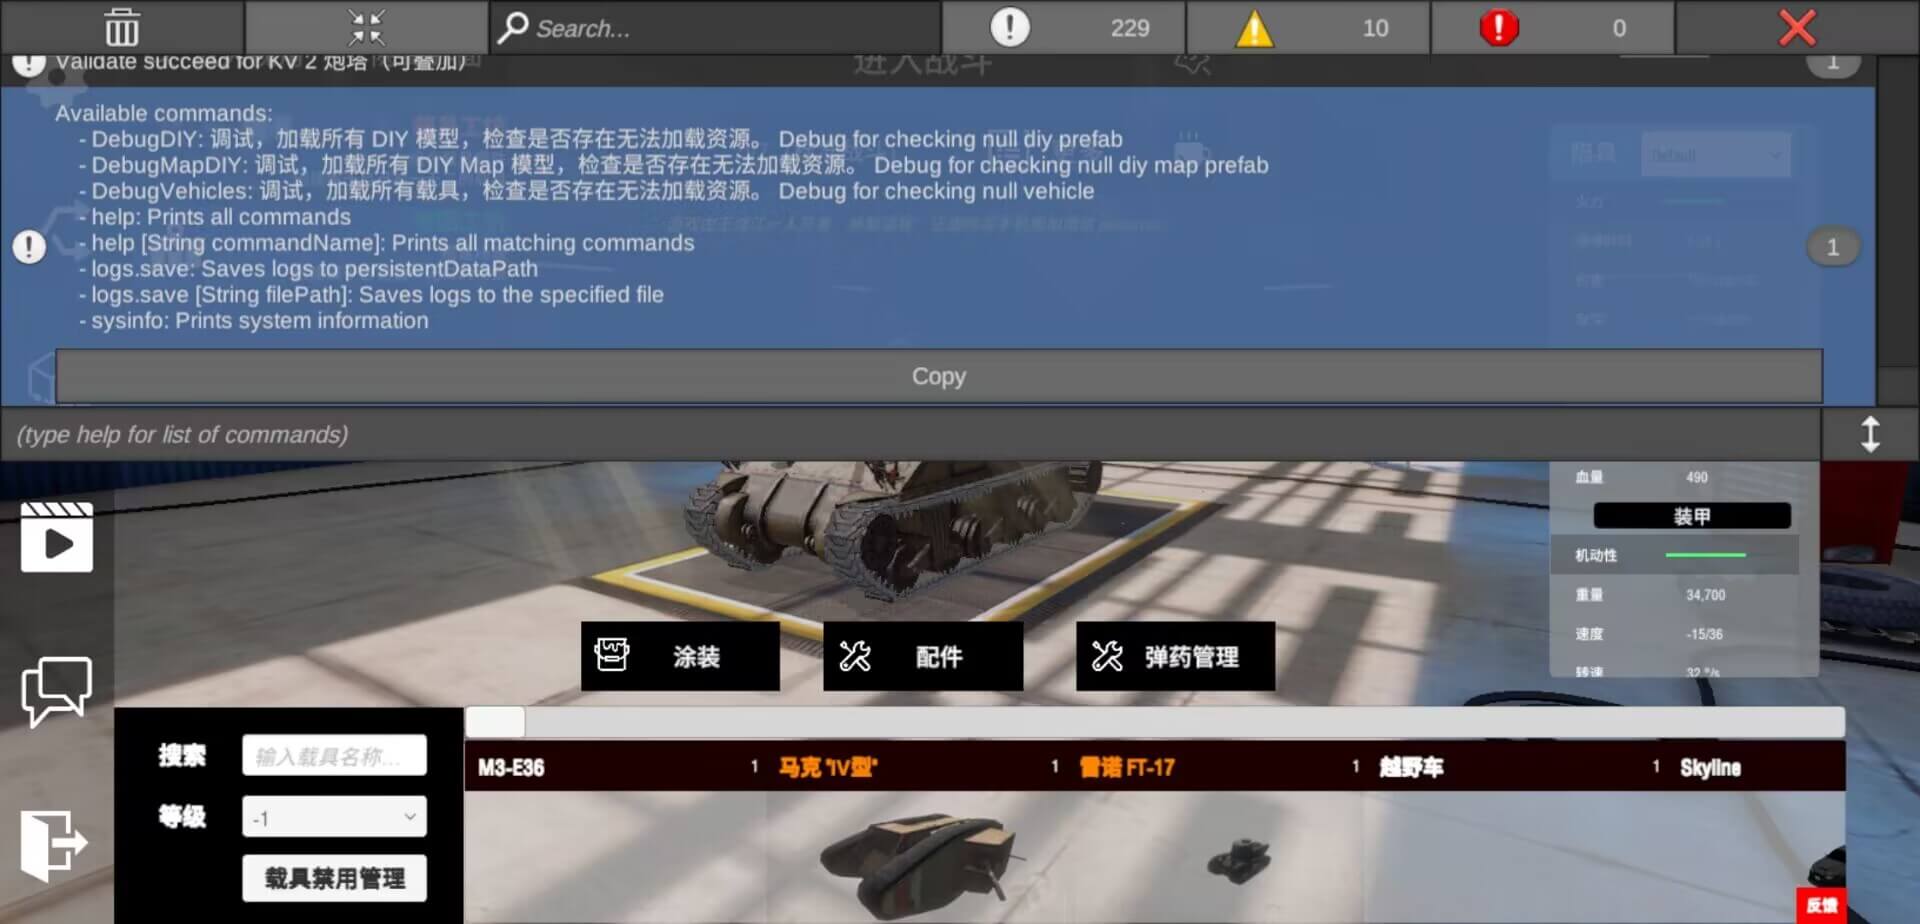 Search...
229
10
0
Validate succeed for KV 2 炮塔（可叠加）
进入战斗
1
Available commands:
- DebugDIY: 调试，加载所有 DIY 模型，检查是否存在无法加载资源。 Debug for checking null diy prefab
- DebugMapDIY: 调试，加载所有 DIY Map 模型，检查是否存在无法加载资源。 Debug for checking null diy map prefab
- DebugVehicles: 调试，加载所有载具，检查是否存在无法加载资源。 Debug for checking null vehicle
- help: Prints all commands
- help [String commandName]: Prints all matching commands
- logs.save: Saves logs to persistentDataPath
- logs.save [String filePath]: Saves logs to the specified file
- sysinfo: Prints system information
1
Default
Copy
(type help for list of commands)
血量 490
装甲
机动性
重量 34,700
速度 -15/36
转速 32 °/s
涂装
配件
弹药管理
搜索 输入载具名称...
等级 -1
载具禁用管理
M3-E36 1
马克 "IV型" 1
雷诺 FT-17 1
越野车 1
Skyline
反馈